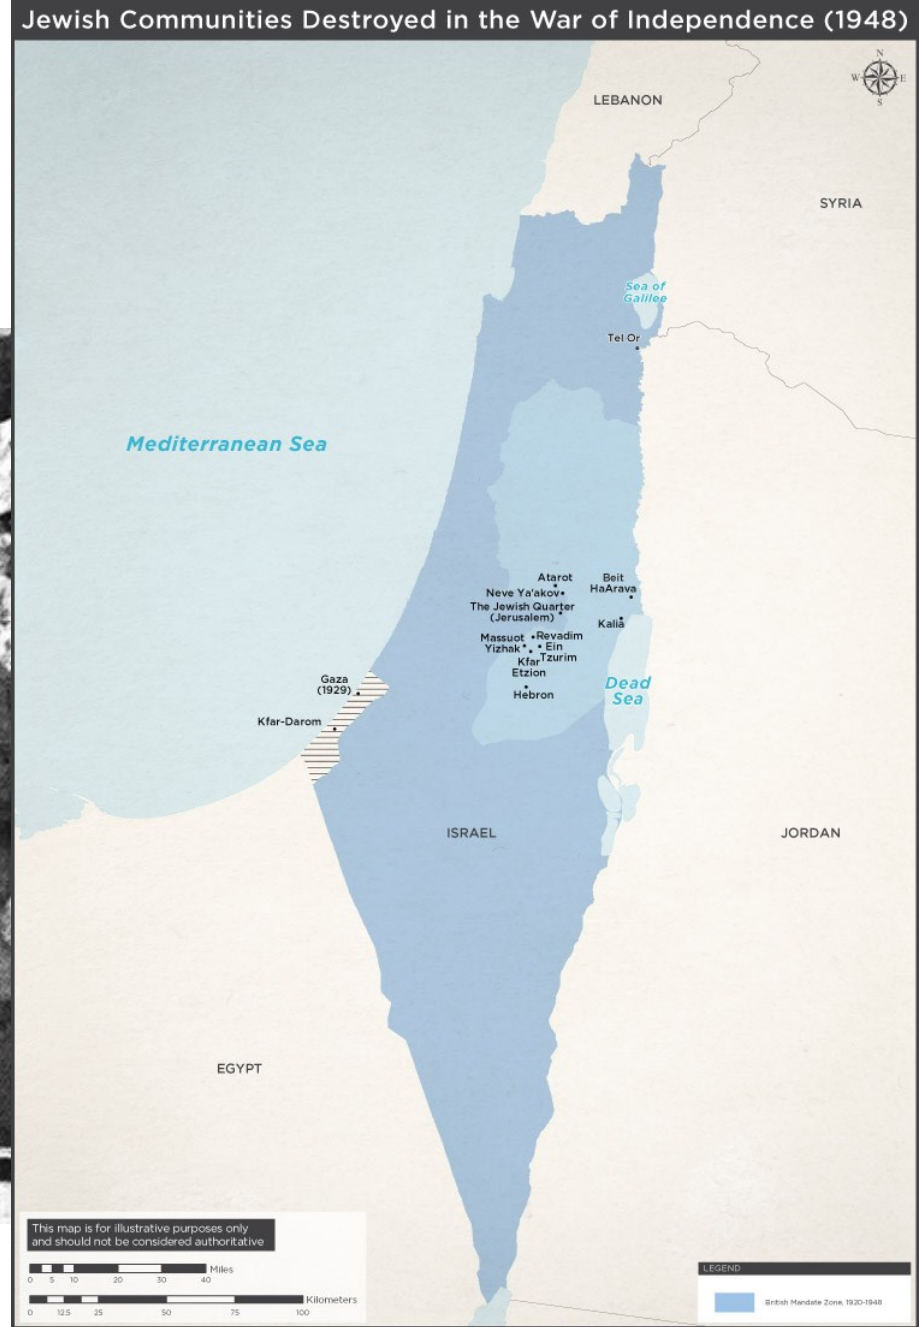 Jewish Communities Destroyed in the War of Independence (1948)
N
W E
S
LEBANON
SYRIA
Sea of
Galilee
Tel Or
Mediterranean Sea
Atarot
Neve Ya'akov
The Jewish Quarter
(Jerusalem)
Beit
HaArava
Kalia
Massuot
Yizhak
Revadim
Ein
Tzurim
Kfar
Etzion
Hebron
Dead
Sea
Gaza
(1929)
Kfar-Darom
ISRAEL
JORDAN
EGYPT
This map is for illustrative purposes only
and should not be considered authoritative
Miles
0 5 10 20 30 40
Kilometers
0 12.5 25 50 75 100
LEGEND
British Mandate Zone, 1920-1948